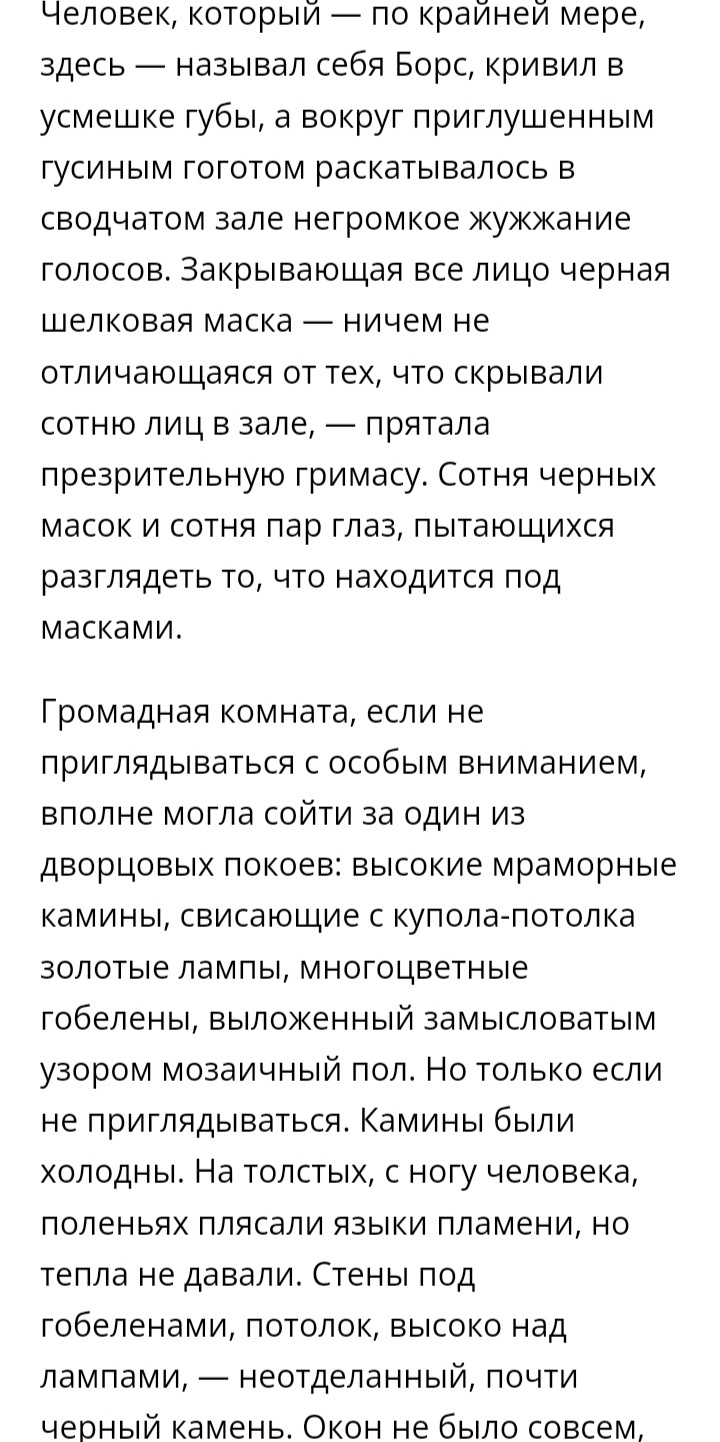 Человек, который — по крайней мере,
здесь — называл себя Борс, кривил в
усмешке губы, а вокруг приглушенным
гусиным гоготом раскатывалось в
сводчатом зале негромкое жужжание
голосов. Закрывающая все лицо черная
шелковая маска — ничем не
отличающаяся от тех, что скрывали
сотню лиц в зале, — прятала
презрительную гримасу. Сотня черных
масок и сотня пар глаз, пытающихся
разглядеть то, что находится под
масками.
Громадная комната, если не
приглядываться с особым вниманием,
вполне могла сойти за один из
дворцовых покоев: высокие мраморные
камины, свисающие с купола-потолка
золотые лампы, многоцветные
гобелены, выложенный замысловатым
узором мозаичный пол. Но только если
не приглядываться. Камины были
холодны. На толстых, с ногу человека,
поленьях плясали языки пламени, но
тепла не давали. Стены под
гобеленами, потолок, высоко над
лампами, — неотделанный, почти
черный камень. Окон не было совсем,